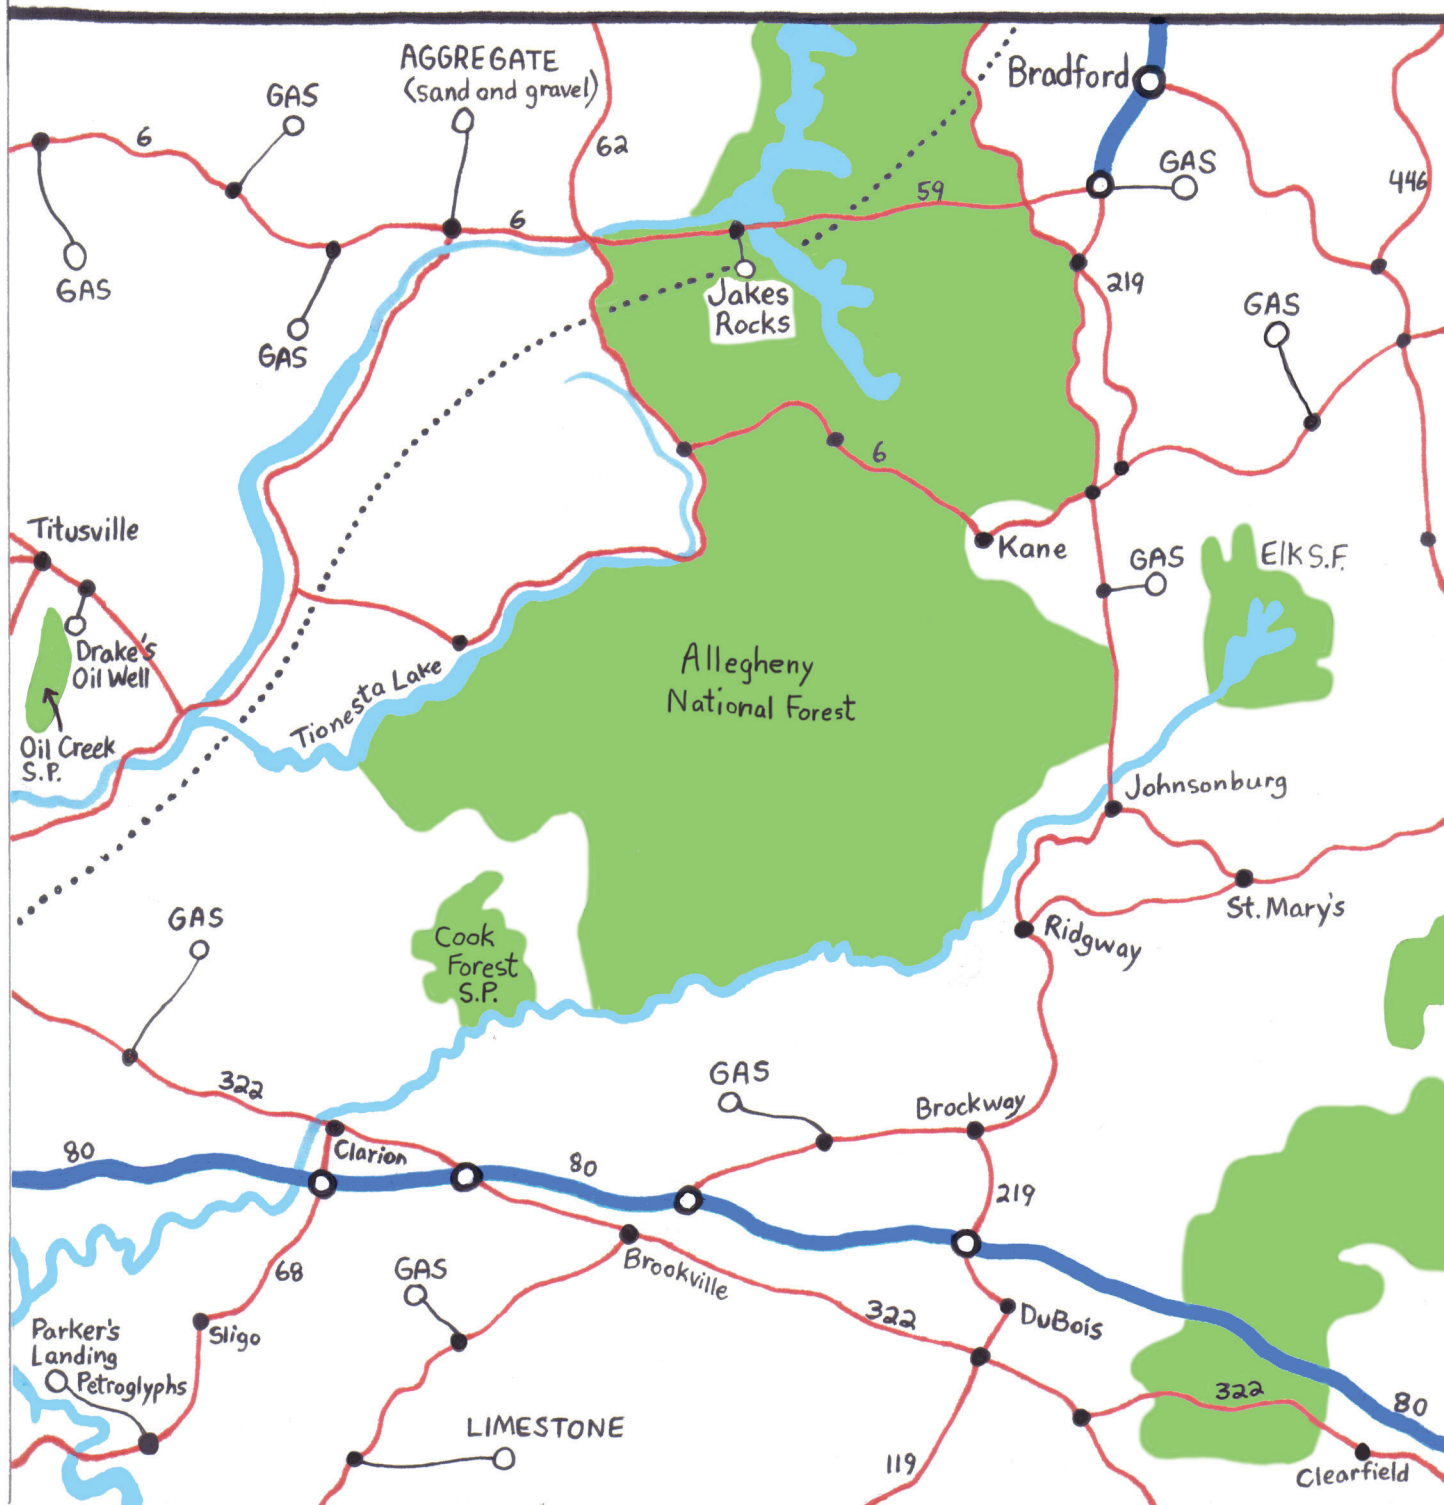 AGGREGATE
(sand and gravel)
GAS
6
62
Bradford
GAS
446
59
6
GAS
219
GAS
Jakes
Rocks
GAS
6
Titusville
Kane
GAS
Elk S.F.
Drake's
Oil Well
Allegheny
National Forest
Tionesta Lake
Oil Creek
S.P.
Johnsonburg
St. Mary's
Ridgway
GAS
Cook
Forest
S.P.
322
GAS
Brockway
80
Clarion
80
219
68
GAS
Brookville
322
DuBois
Sligo
Parker's
Landing
Petroglyphs
322
80
LIMESTONE
119
Clearfield